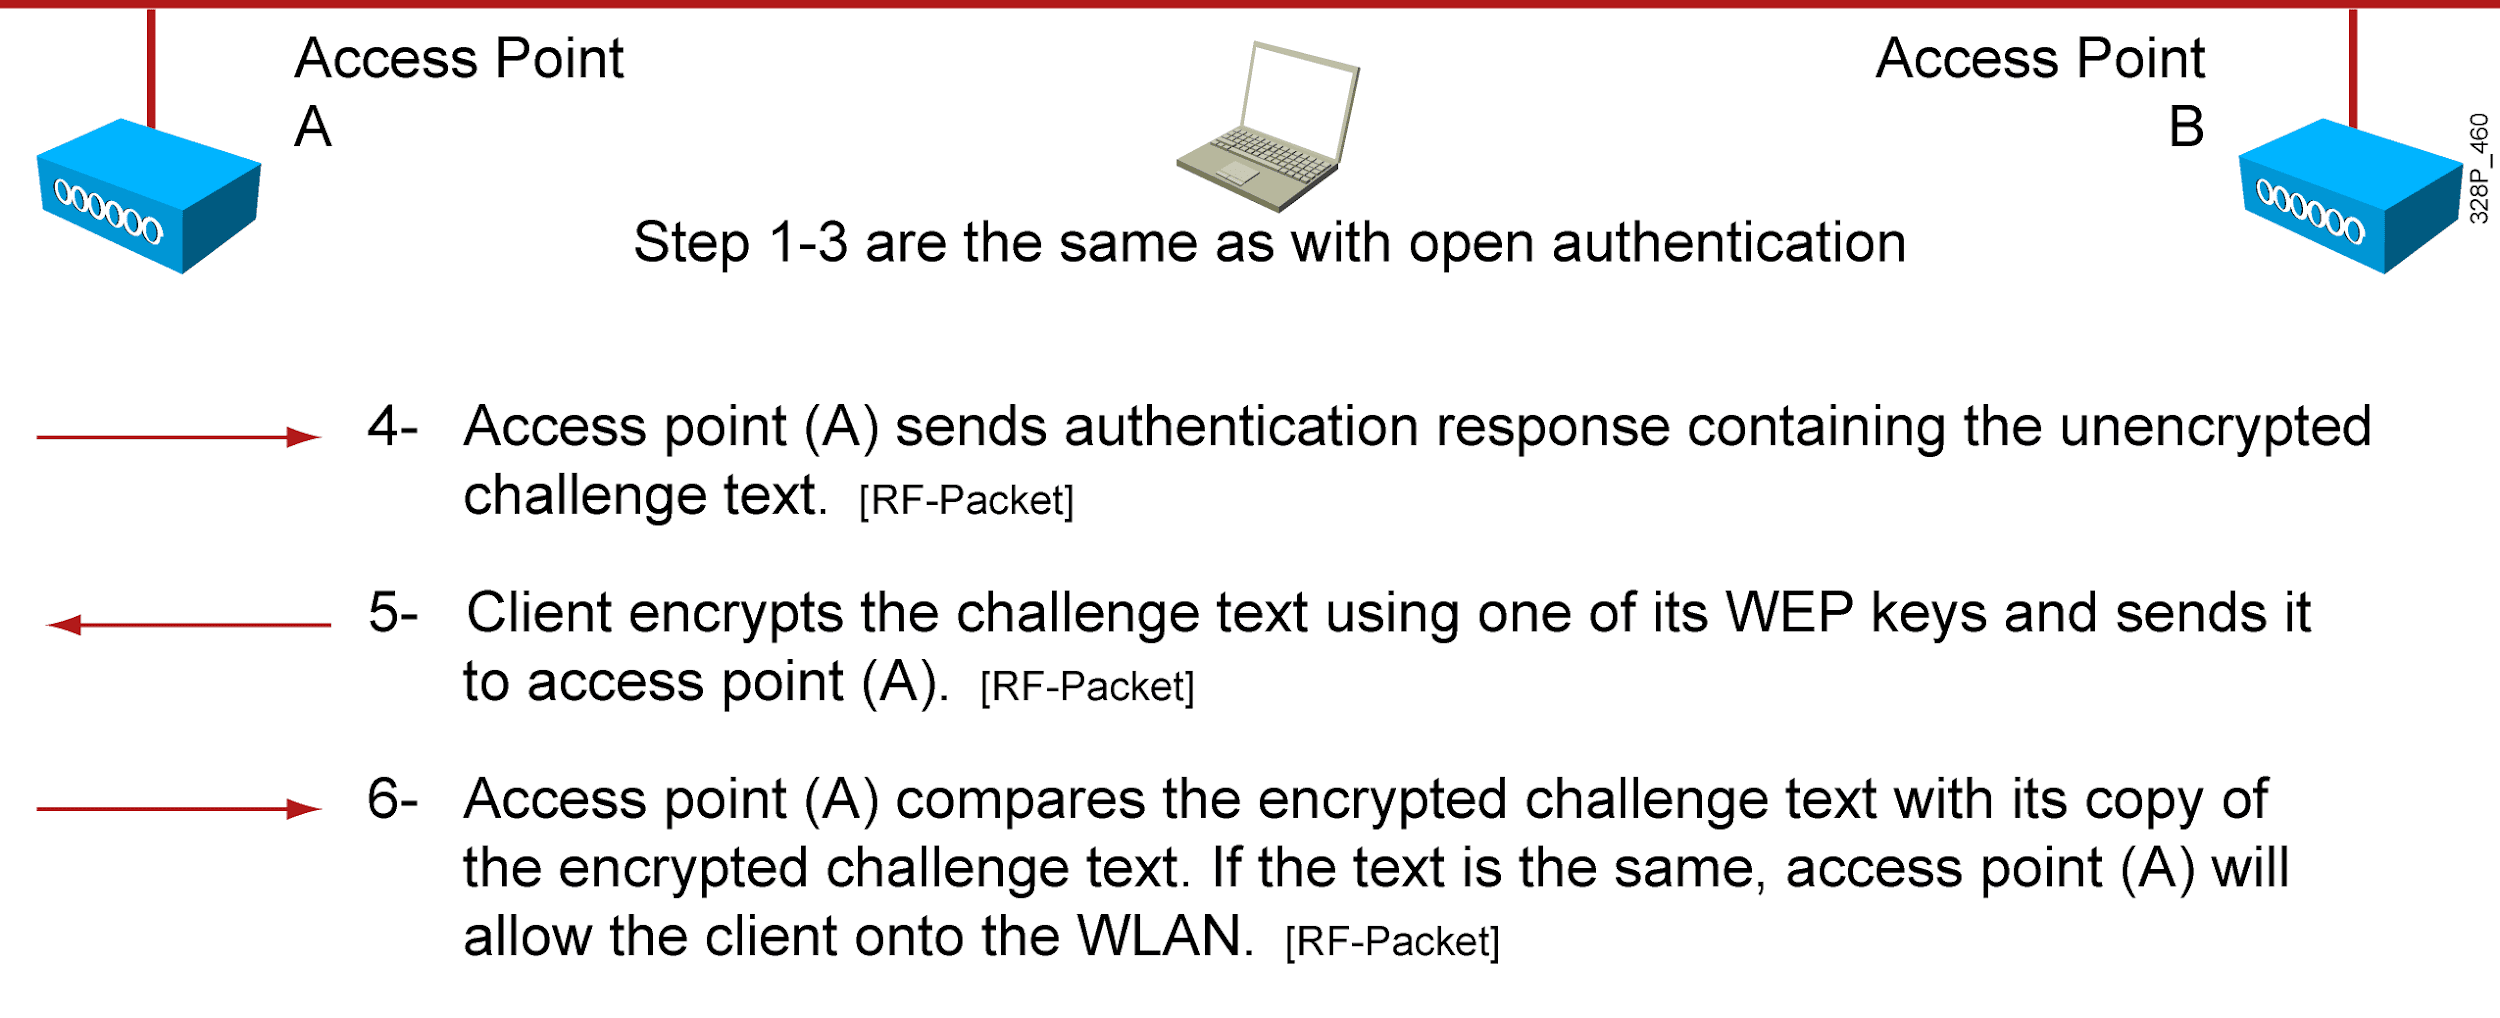 Access Point
A
Access Point
B
328P_460
Step 1-3 are the same as with open authentication
4- Access point (A) sends authentication response containing the unencrypted
challenge text. [RF-Packet]
5- Client encrypts the challenge text using one of its WEP keys and sends it
to access point (A). [RF-Packet]
6- Access point (A) compares the encrypted challenge text with its copy of
the encrypted challenge text. If the text is the same, access point (A) will
allow the client onto the WLAN. [RF-Packet]